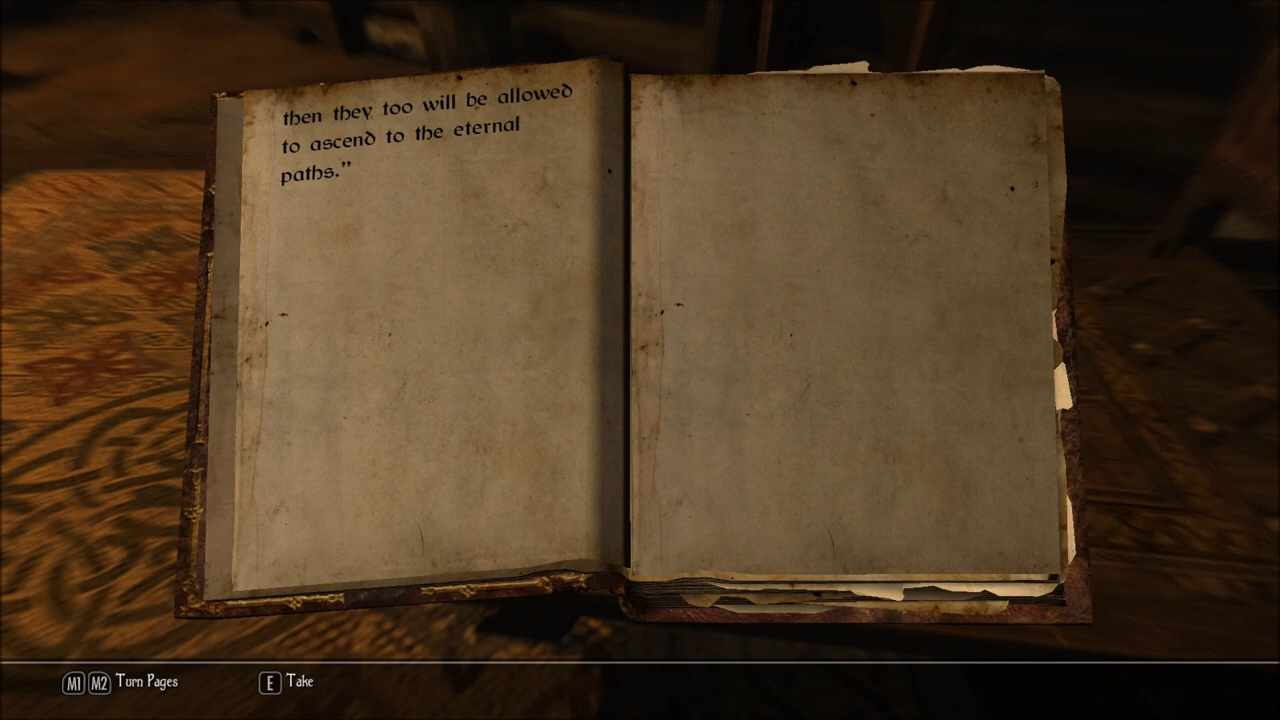 then they too will be allowed
to ascend to the eternal
paths.”
M1 M2 Turn Pages
E Take